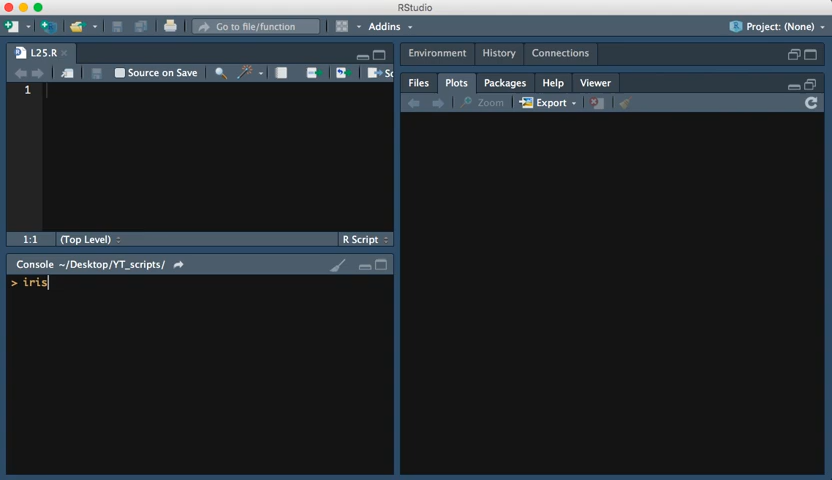 RStudio
Go to file/function
Addins
Project: (None)
L25.R
Source on Save
So
1
1:1
(Top Level)
R Script
Console ~/Desktop/YT_scripts/
> iris
Environment
History
Connections
Files
Plots
Packages
Help
Viewer
Zoom
Export